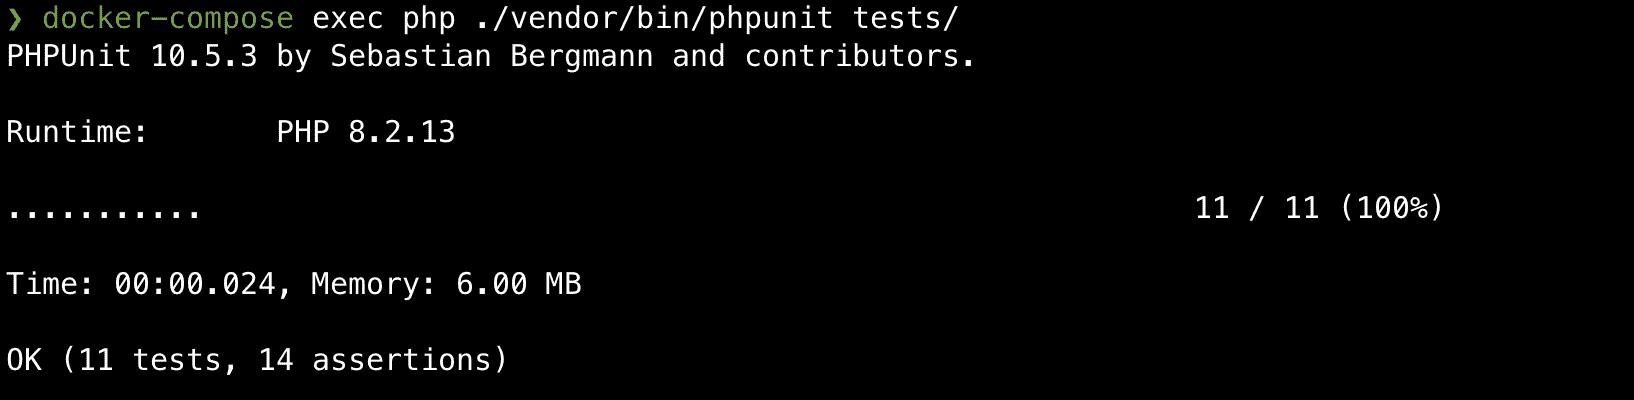 ❯ docker-compose exec php ./vendor/bin/phpunit tests/
PHPUnit 10.5.3 by Sebastian Bergmann and contributors.
Runtime:       PHP 8.2.13
...........                                                       11 / 11 (100%)
Time: 00:00.024, Memory: 6.00 MB
OK (11 tests, 14 assertions)